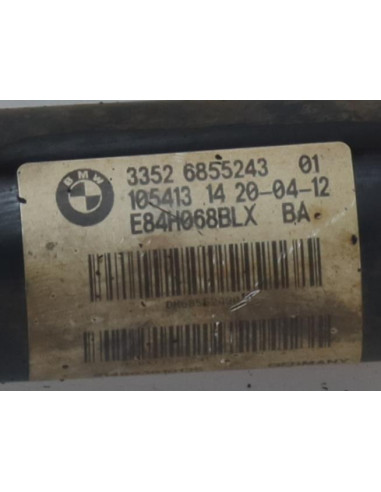 BMW
3352 6855243 01
105413 14 20-04-12
E84H068BLX BA